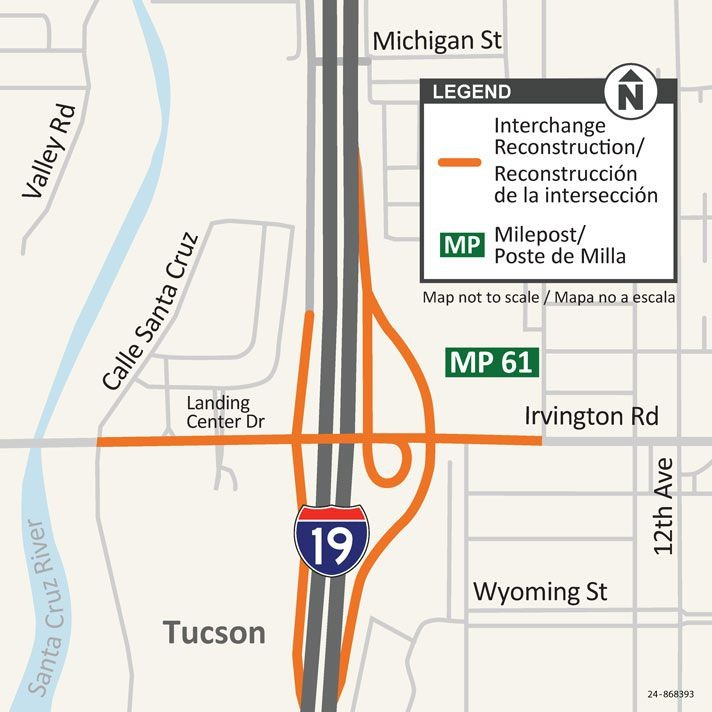 Michigan St
LEGEND
N
Interchange
Reconstruction/
Reconstrucción
de la intersección
MP
Milepost/
Poste de Milla
Map not to scale / Mapa no a escala
Valley Rd
Calle Santa Cruz
MP 61
Landing
Center Dr
Irvington Rd
12th Ave
19
Santa Cruz River
Wyoming St
Tucson
24-868393